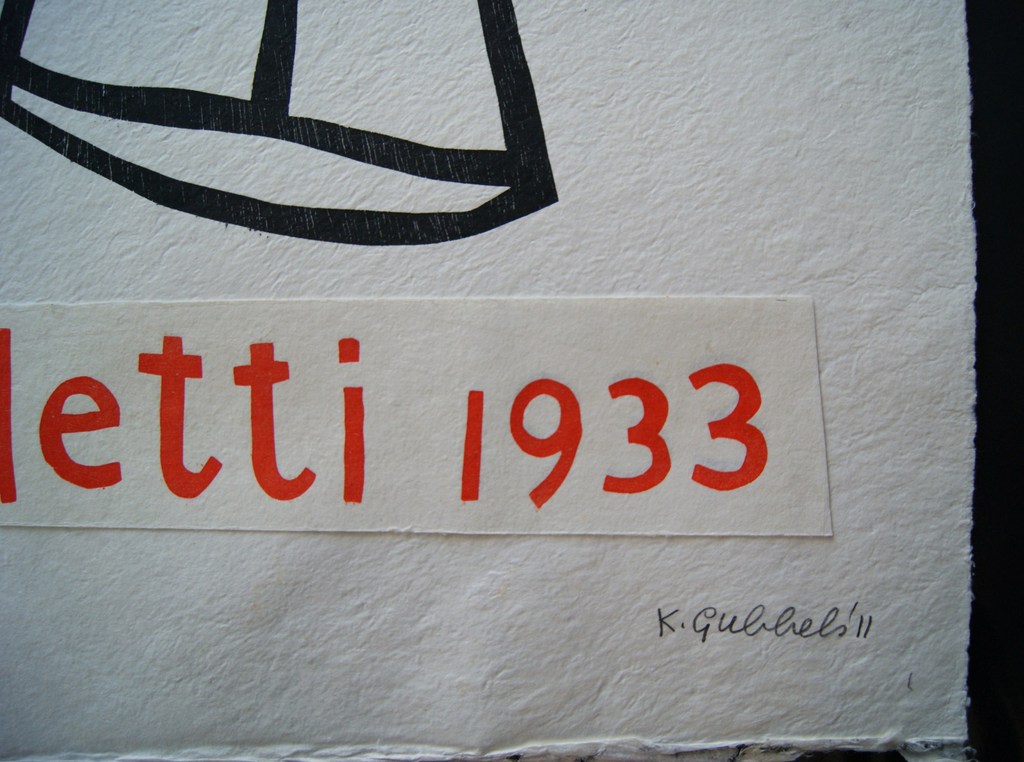 letti 1933
K. Gubbels '11